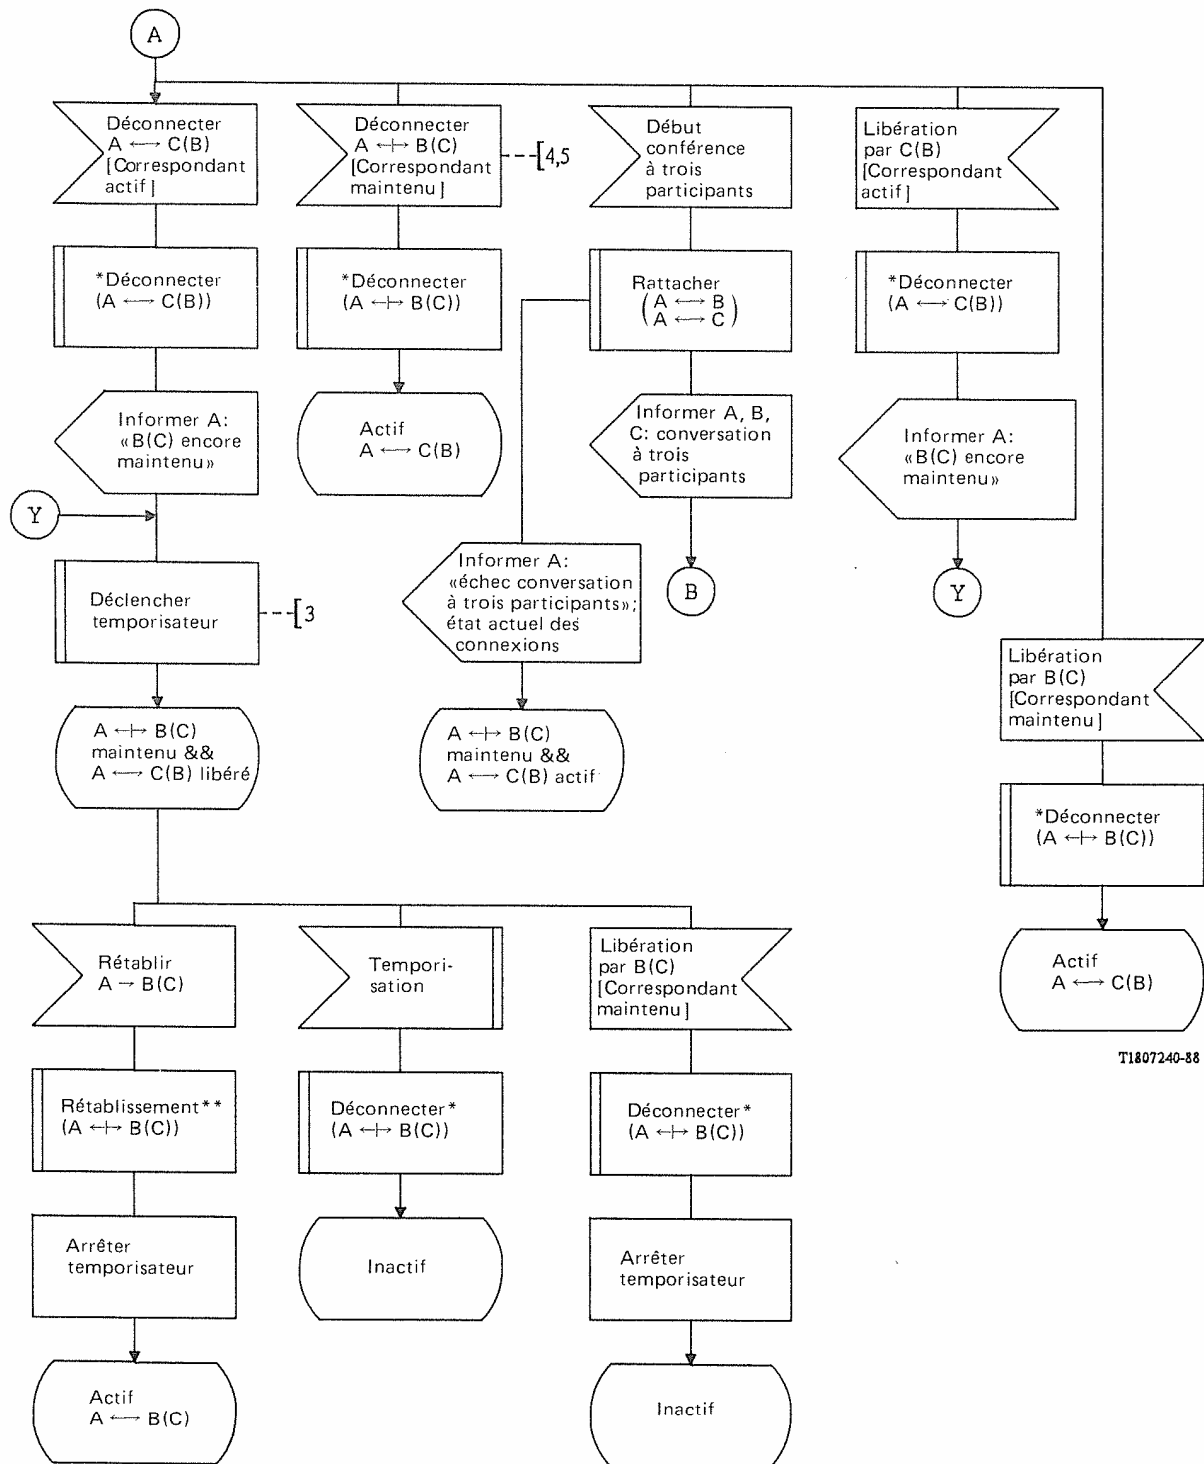 A
Déconnecter
A ←→ C(B)
[Correspondant
actif]
Déconnecter
A ←|→ B(C)
[Correspondant
maintenu]
[4,5
Début
conférence
à trois
participants
Libération
par C(B)
[Correspondant
actif]
*Déconnecter
(A ←→ C(B))
*Déconnecter
(A ←|→ B(C))
Rattacher
(A ←→ B
A ←→ C)
*Déconnecter
(A ←→ C(B))
Informer A:
«B(C) encore
maintenu»
Actif
A ←→ C(B)
Informer A, B,
C: conversation
à trois
participants
Informer A:
«B(C) encore
maintenu»
Y
Déclencher
temporisateur
[3
Informer A:
«échec conversation
à trois participants»;
état actuel des
connexions
B
Y
Libération
par B(C)
[Correspondant
maintenu]
A ←|→ B(C)
maintenu &&
A ←→ C(B) libéré
A ←|→ B(C)
maintenu &&
A ←→ C(B) actif
*Déconnecter
(A ←|→ B(C))
Rétablir
A → B(C)
Tempori-
sation
Libération
par B(C)
[Correspondant
maintenu]
Actif
A ←→ C(B)
T1807240-88
Rétablissement**
(A ←|→ B(C))
Déconnecter*
(A ←|→ B(C))
Déconnecter*
(A ←|→ B(C))
Arrêter
temporisateur
Inactif
Arrêter
temporisateur
Actif
A ←→ B(C)
Inactif